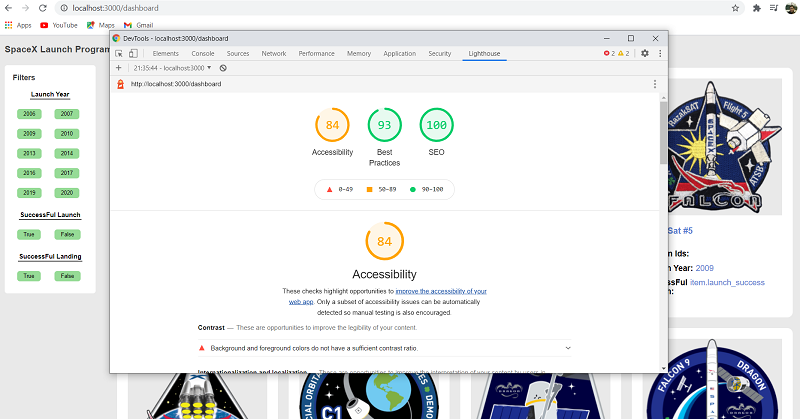 localhost:3000/dashboard
Apps YouTube Maps Gmail
SpaceX Launch Program
DevTools - localhost:3000/dashboard
Elements Console Sources Network Performance Memory Application Security Lighthouse 2 2
21:35:44 - localhost:3000
http://localhost:3000/dashboard
Filters
Launch Year
2006 2007
2009 2010
2013 2014
2016 2017
2019 2020
SuccessFul Launch
True False
SuccessFul Landing
True False
84 93 100
Accessibility Best Practices SEO
0-49 50-89 90-100
84
Accessibility
These checks highlight opportunities to improve the accessibility of your
web app. Only a subset of accessibility issues can be automatically
detected so manual testing is also encouraged.
Contrast — These are opportunities to improve the legibility of your content.
Background and foreground colors do not have a sufficient contrast ratio.
Internationalization and localization
RazakSAT Flight 5
SPACEX
ATSB
FALCON
Sat #5
n Ids:
n Year: 2009
ssFul item.launch_success
h:
C1
DEMO
FALCON 9 DRAGON